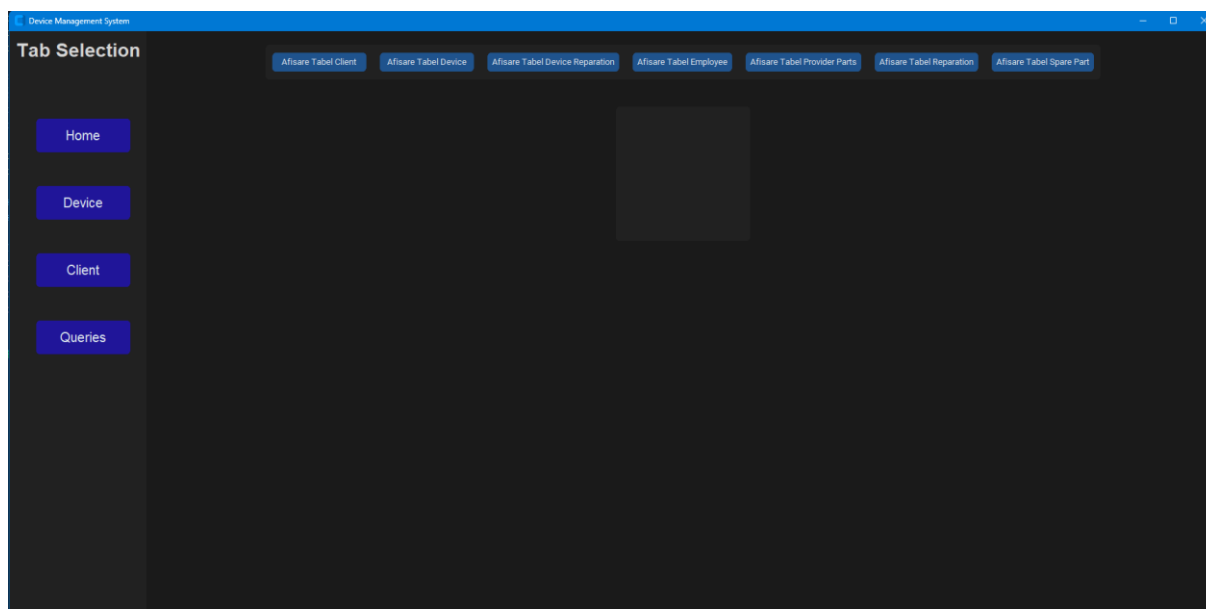 Device Management System
Tab Selection
Afisare Tabel Client
Afisare Tabel Device
Afisare Tabel Device Reparation
Afisare Tabel Employee
Afisare Tabel Provider Parts
Afisare Tabel Reparation
Afisare Tabel Spare Part
Home
Device
Client
Queries